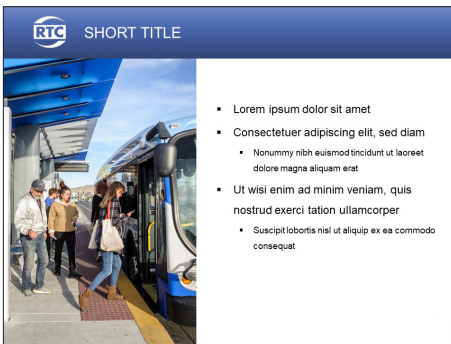 RTC
SHORT TITLE
Lorem ipsum dolor sit amet
Consectetuer adipiscing elit, sed diam
Nonummy nibh euismod tincidunt ut laoreet
dolore magna aliquam erat
Ut wisi enim ad minim veniam, quis
nostrud exerci tation ullamcorper
Suscipit lobortis nisl ut aliquip ex ea commodo
consequat